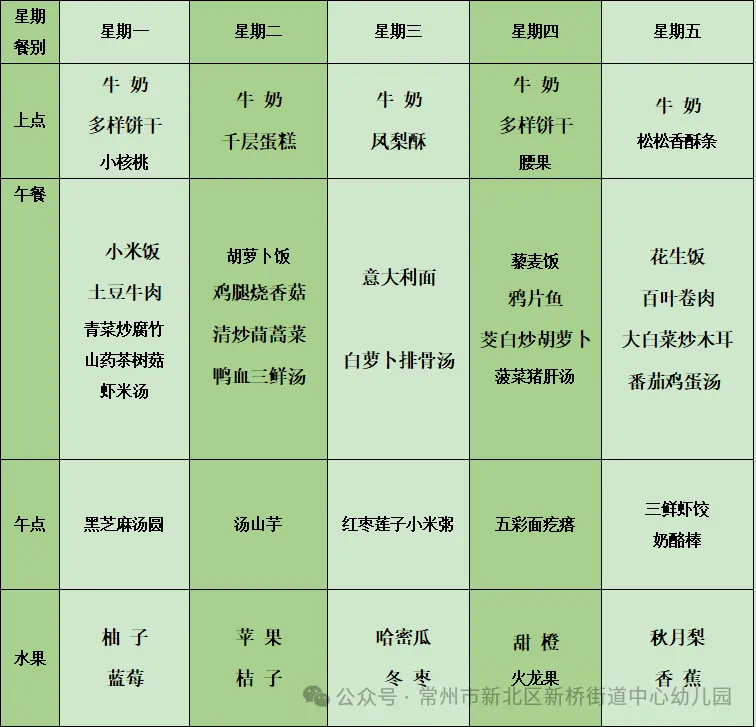 星期
餐别
星期一
星期二
星期三
星期四
星期五
上点
牛 奶
多样饼干
小核桃
牛 奶
千层蛋糕
牛 奶
凤梨酥
牛 奶
多样饼干
腰果
牛 奶
松松香酥条
午餐
小米饭
土豆牛肉
青菜炒腐竹
山药茶树菇
虾米汤
胡萝卜饭
鸡腿烧香菇
清炒茼蒿菜
鸭血三鲜汤
意大利面
白萝卜排骨汤
藜麦饭
鸦片鱼
茭白炒胡萝卜
菠菜猪肝汤
花生饭
百叶卷肉
大白菜炒木耳
番茄鸡蛋汤
午点
黑芝麻汤圆
汤山芋
红枣莲子小米粥
五彩面疙瘩
三鲜虾饺
奶酪棒
水果
柚 子
蓝莓
苹 果
桔 子
哈密瓜
冬 枣
甜 橙
火龙果
秋月梨
香 蕉
公众号 · 常州市新北区新桥街道中心幼儿园